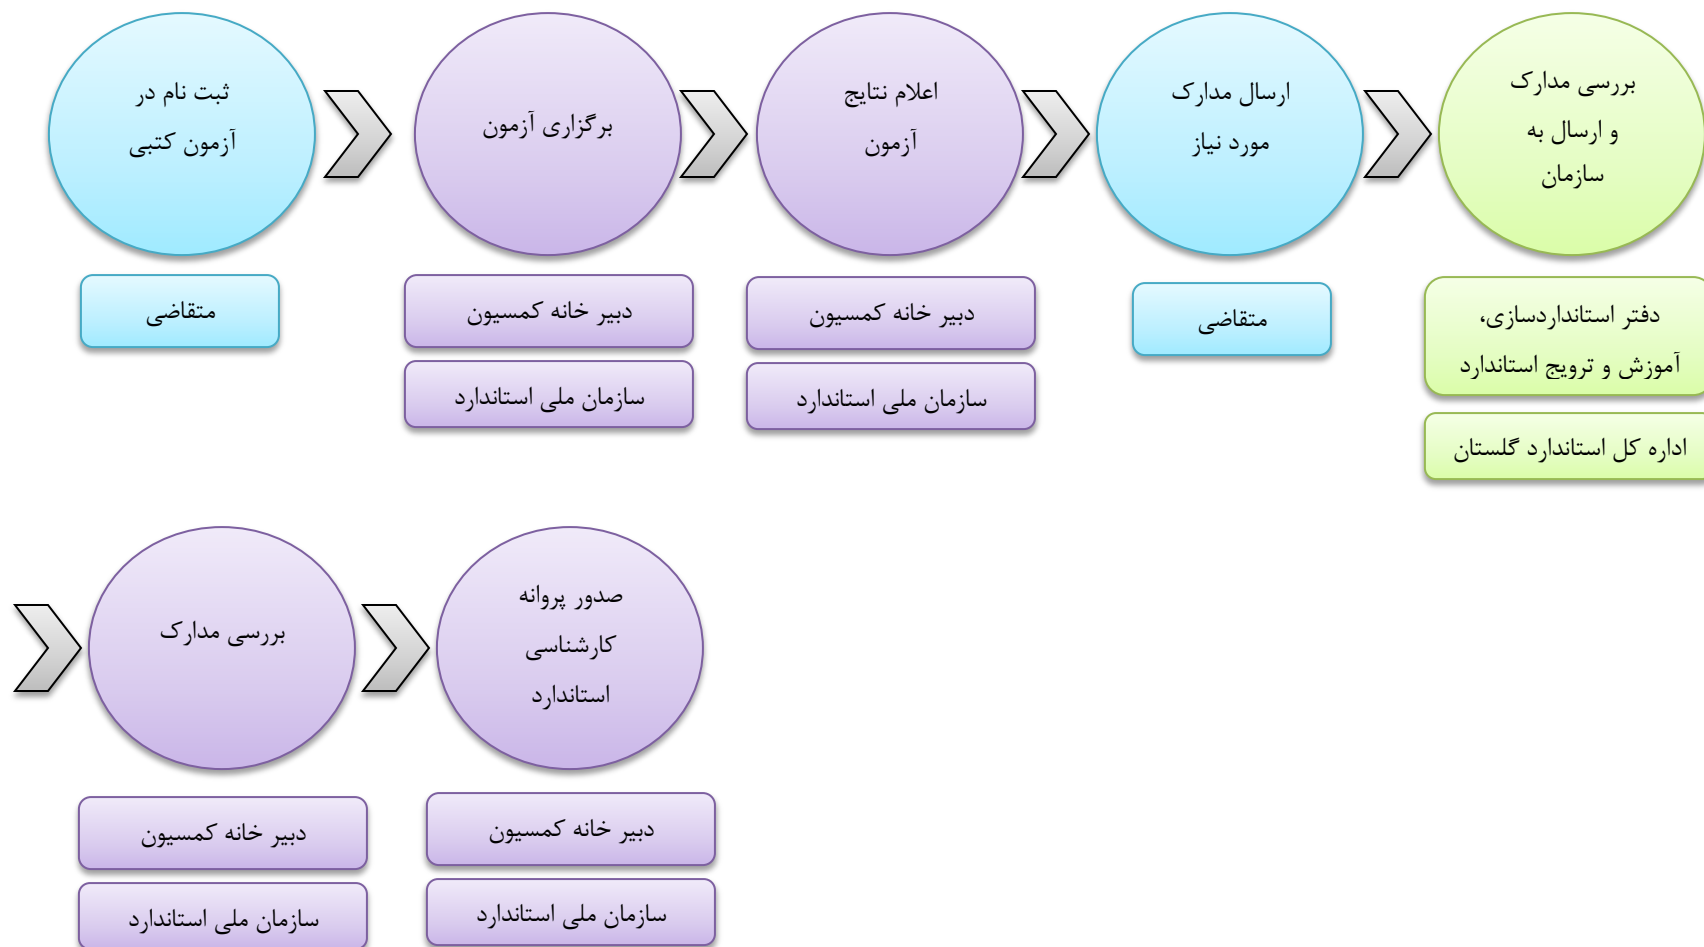 ثبت نام در
آزمون کتبی
متقاضی
برگزاری آزمون
دبیر خانه کمسیون
سازمان ملی استاندارد
اعلام نتایج
آزمون
دبیر خانه کمسیون
سازمان ملی استاندارد
ارسال مدارک
مورد نیاز
متقاضی
بررسی مدارک
و ارسال به
سازمان
دفتر استانداردسازی،
آموزش و ترویج استاندارد
اداره کل استاندارد گلستان
بررسی مدارک
دبیر خانه کمسیون
سازمان ملی استاندارد
صدور پروانه
کارشناسی
استاندارد
دبیر خانه کمسیون
سازمان ملی استاندارد